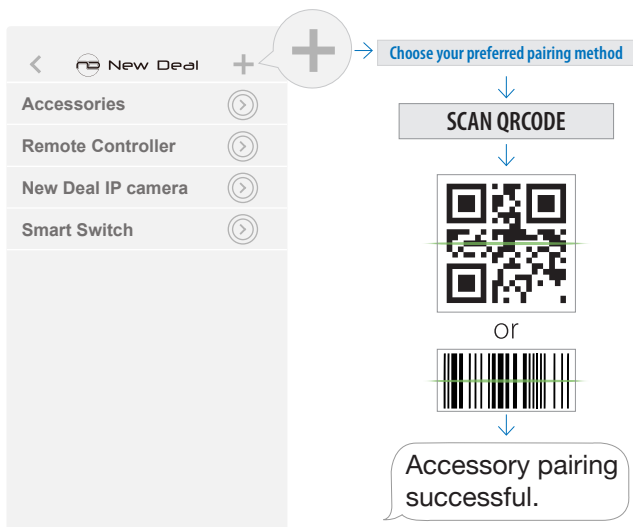 New Deal
Accessories
Remote Controller
New Deal IP camera
Smart Switch
Choose your preferred pairing method
SCAN QRCODE
or
Accessory pairing
successful.